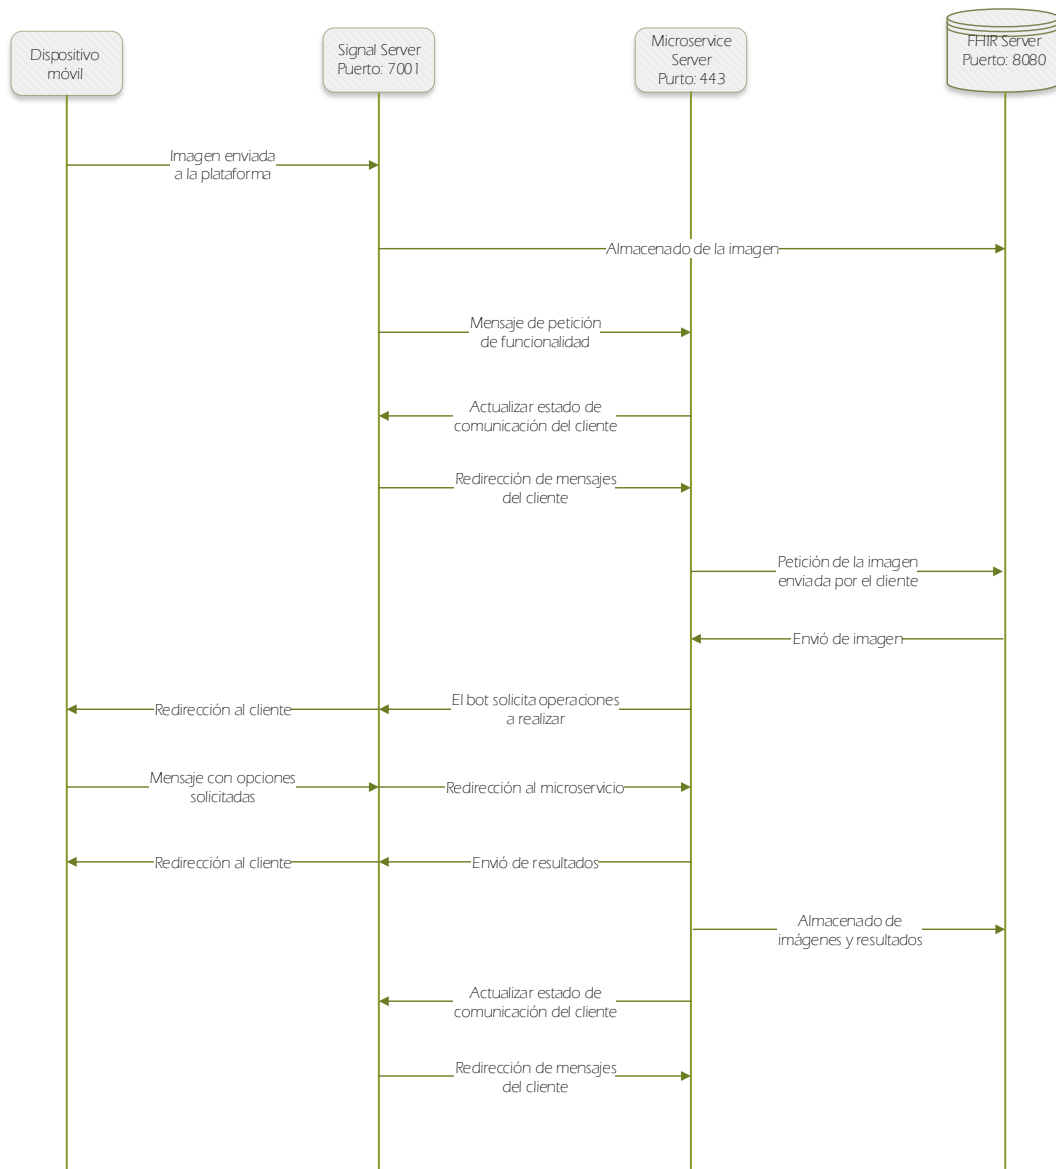 Dispositivo
móvil
Signal Server
Puerto: 7001
Microservice
Server
Purto: 443
FHIR Server
Puerto: 8080
Imagen enviada
a la plataforma
Almacenado de la imagen
Mensaje de petición
de funcionalidad
Actualizar estado de
comunicación del cliente
Redirección de mensajes
del cliente
Petición de la imagen
enviada por el cliente
Envió de imagen
El bot solicita operaciones
a realizar
Redirección al cliente
Mensaje con opciones
solicitadas
Redirección al microservicio
Envió de resultados
Redirección al cliente
Almacenado de
imágenes y resultados
Actualizar estado de
comunicación del cliente
Redirección de mensajes
del cliente